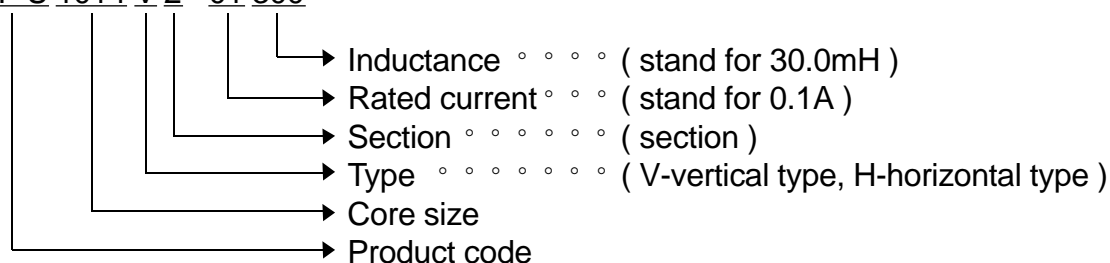 Inductance ° ° ° ° ( stand for 30.0mH )
Rated current ° ° ° ( stand for 0.1A )
Section ° ° ° ° ° ° ( section )
Type ° ° ° ° ° ° ° ( V-vertical type, H-horizontal type )
Core size
Product code